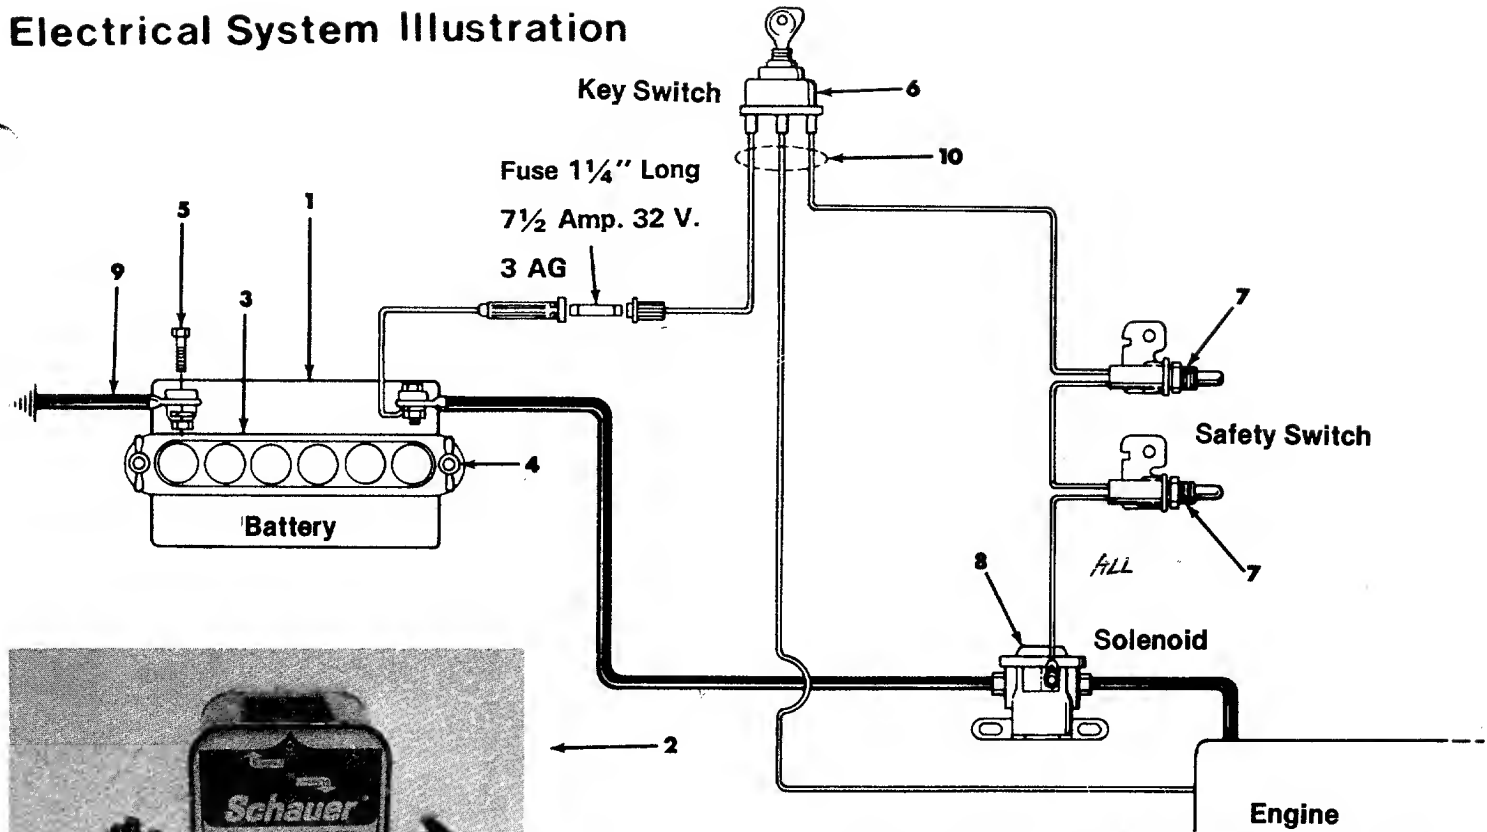 Electrical System Illustration
Key Switch
6
10
Fuse 1¼" Long
7½ Amp. 32 V.
3 AG
5
1
9
3
7
4
Safety Switch
Battery
8
ALL
7
Solenoid
2
Schauer
Engine